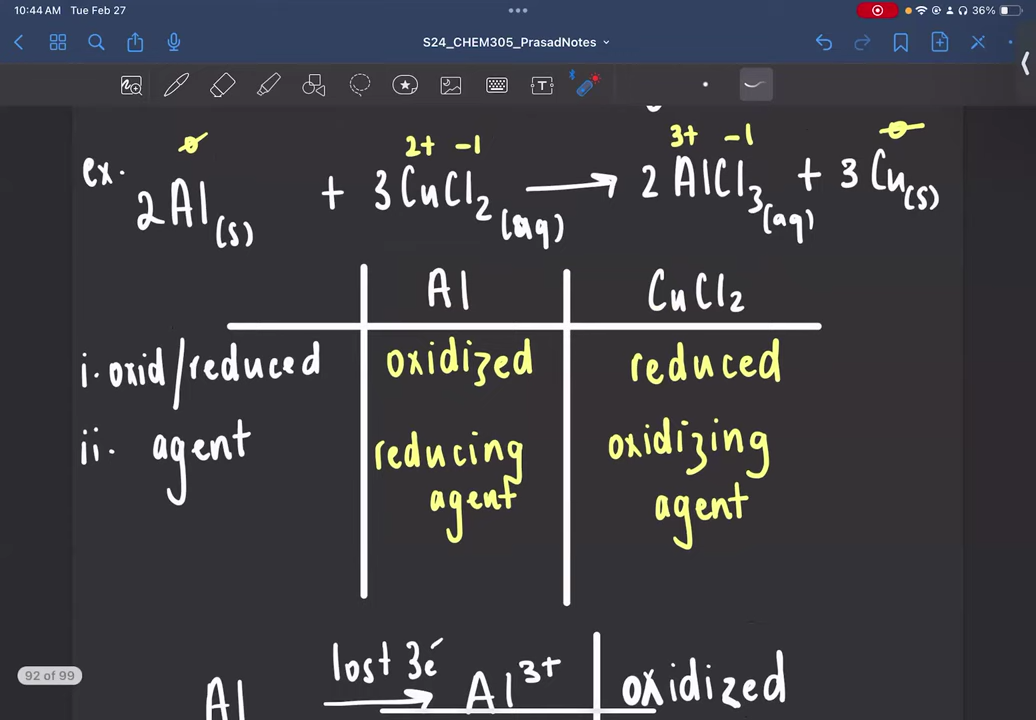 10:44 AM Tue Feb 27
36%
S24_CHEM305_PrasadNotes
ex.
0 2+ -1 3+ -1 0
2Al(s) + 3CuCl2(aq) → 2AlCl3(aq) + 3Cu(s)
Al CuCl2
i. oxid/reduced oxidized reduced
ii. agent reducing agent oxidizing agent
92 of 99
lost 3e-
Al → Al3+ oxidized